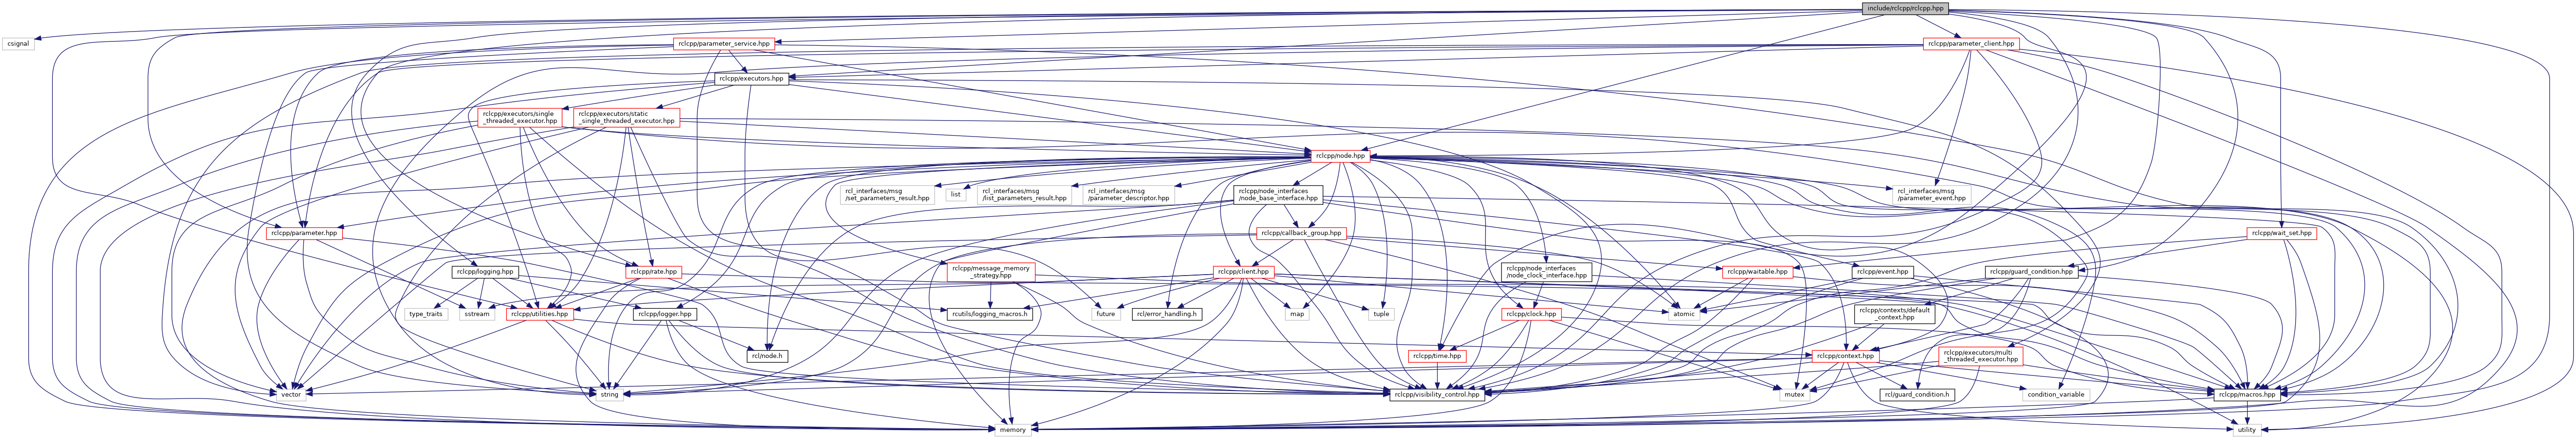 include/rclcpp/rclcpp.hpp
csignal
rclcpp/parameter_service.hpp
rclcpp/parameter_client.hpp
rclcpp/executors.hpp
rclcpp/executors/single
_threaded_executor.hpp
rclcpp/executors/static
_single_threaded_executor.hpp
rclcpp/node.hpp
rcl_interfaces/msg
/set_parameters_result.hpp
list
rcl_interfaces/msg
/list_parameters_result.hpp
rcl_interfaces/msg
/parameter_descriptor.hpp
rclcpp/node_interfaces
/node_base_interface.hpp
rcl_interfaces/msg
/parameter_event.hpp
rclcpp/parameter.hpp
rclcpp/callback_group.hpp
rclcpp/wait_set.hpp
rclcpp/logging.hpp
rclcpp/rate.hpp
rclcpp/message_memory
_strategy.hpp
rclcpp/client.hpp
rclcpp/node_interfaces
/node_clock_interface.hpp
rclcpp/waitable.hpp
rclcpp/event.hpp
rclcpp/guard_condition.hpp
type_traits
sstream
rclcpp/utilities.hpp
rclcpp/logger.hpp
rcutils/logging_macros.h
future
rcl/error_handling.h
map
tuple
rclcpp/clock.hpp
atomic
rclcpp/contexts/default
_context.hpp
rcl/node.h
rclcpp/time.hpp
rclcpp/context.hpp
rclcpp/executors/multi
_threaded_executor.hpp
vector
string
rclcpp/visibility_control.hpp
mutex
rcl/guard_condition.h
condition_variable
rclcpp/macros.hpp
memory
utility